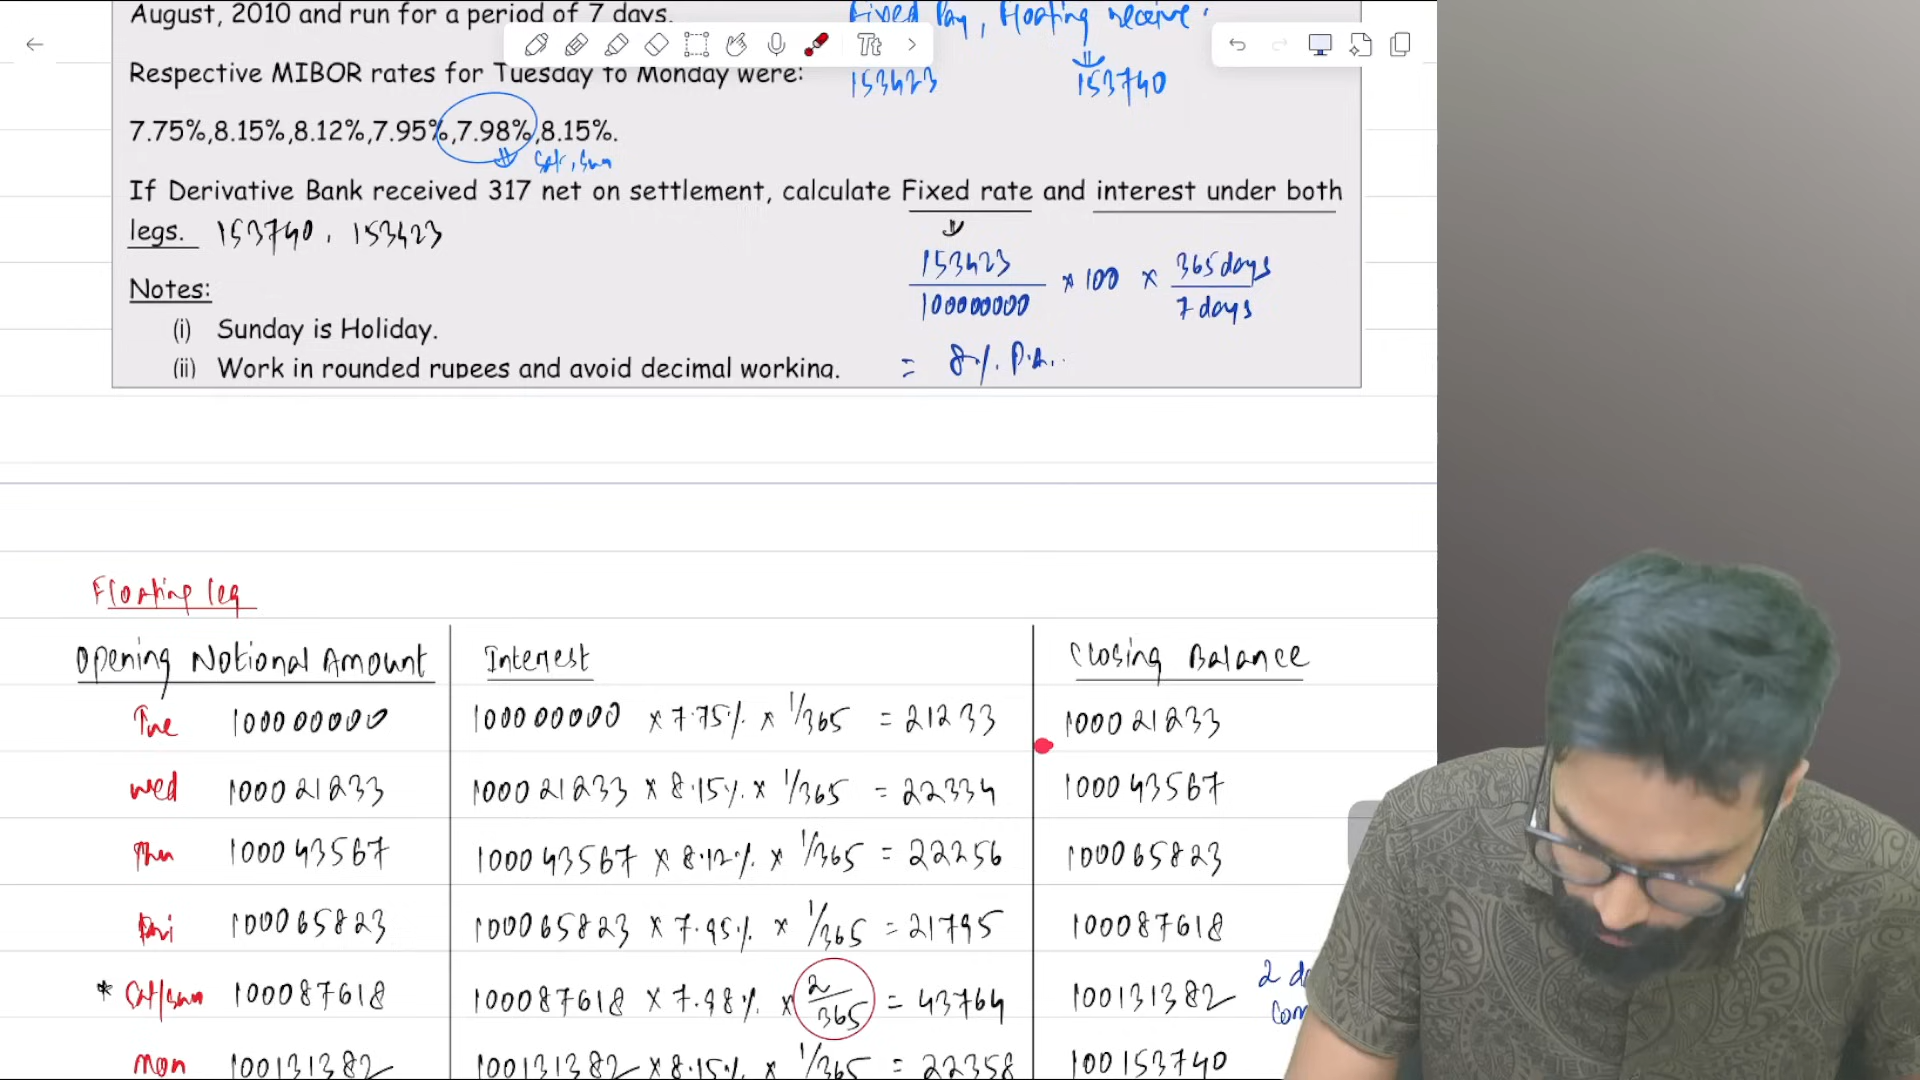 August, 2010 and run for a period of 7 days.
Fixed Pay, Floating receive.
Tt
Respective MIBOR rates for Tuesday to Monday were:
153423 153740
7.75%,8.15%,8.12%,7.95%,7.98%,8.15%.
Sat, Sun
If Derivative Bank received 317 net on settlement, calculate Fixed rate and interest under both
legs. 153740, 153423
153423 / 100000000 × 100 × 365 days / 7 days
= 8%. P.A..
Notes:
(i) Sunday is Holiday.
(ii) Work in rounded rupees and avoid decimal working.
Floating leg
Opening Notional Amount Interest Closing Balance
Tue 100000000 100000000 × 7.75% × 1/365 = 21233 100021233
Wed 100021233 100021233 × 8.15% × 1/365 = 22334 100043567
Thu 100043567 100043567 × 8.12% × 1/365 = 22256 100065823
Fri 100065823 100065823 × 7.95% × 1/365 = 21795 100087618
* Sat/Sun 100087618 100087618 × 7.98% × 2/365 = 43764 100131382 2
Mon 100131382 100131382 × 8.15% × 1/365 = 22358 100153740